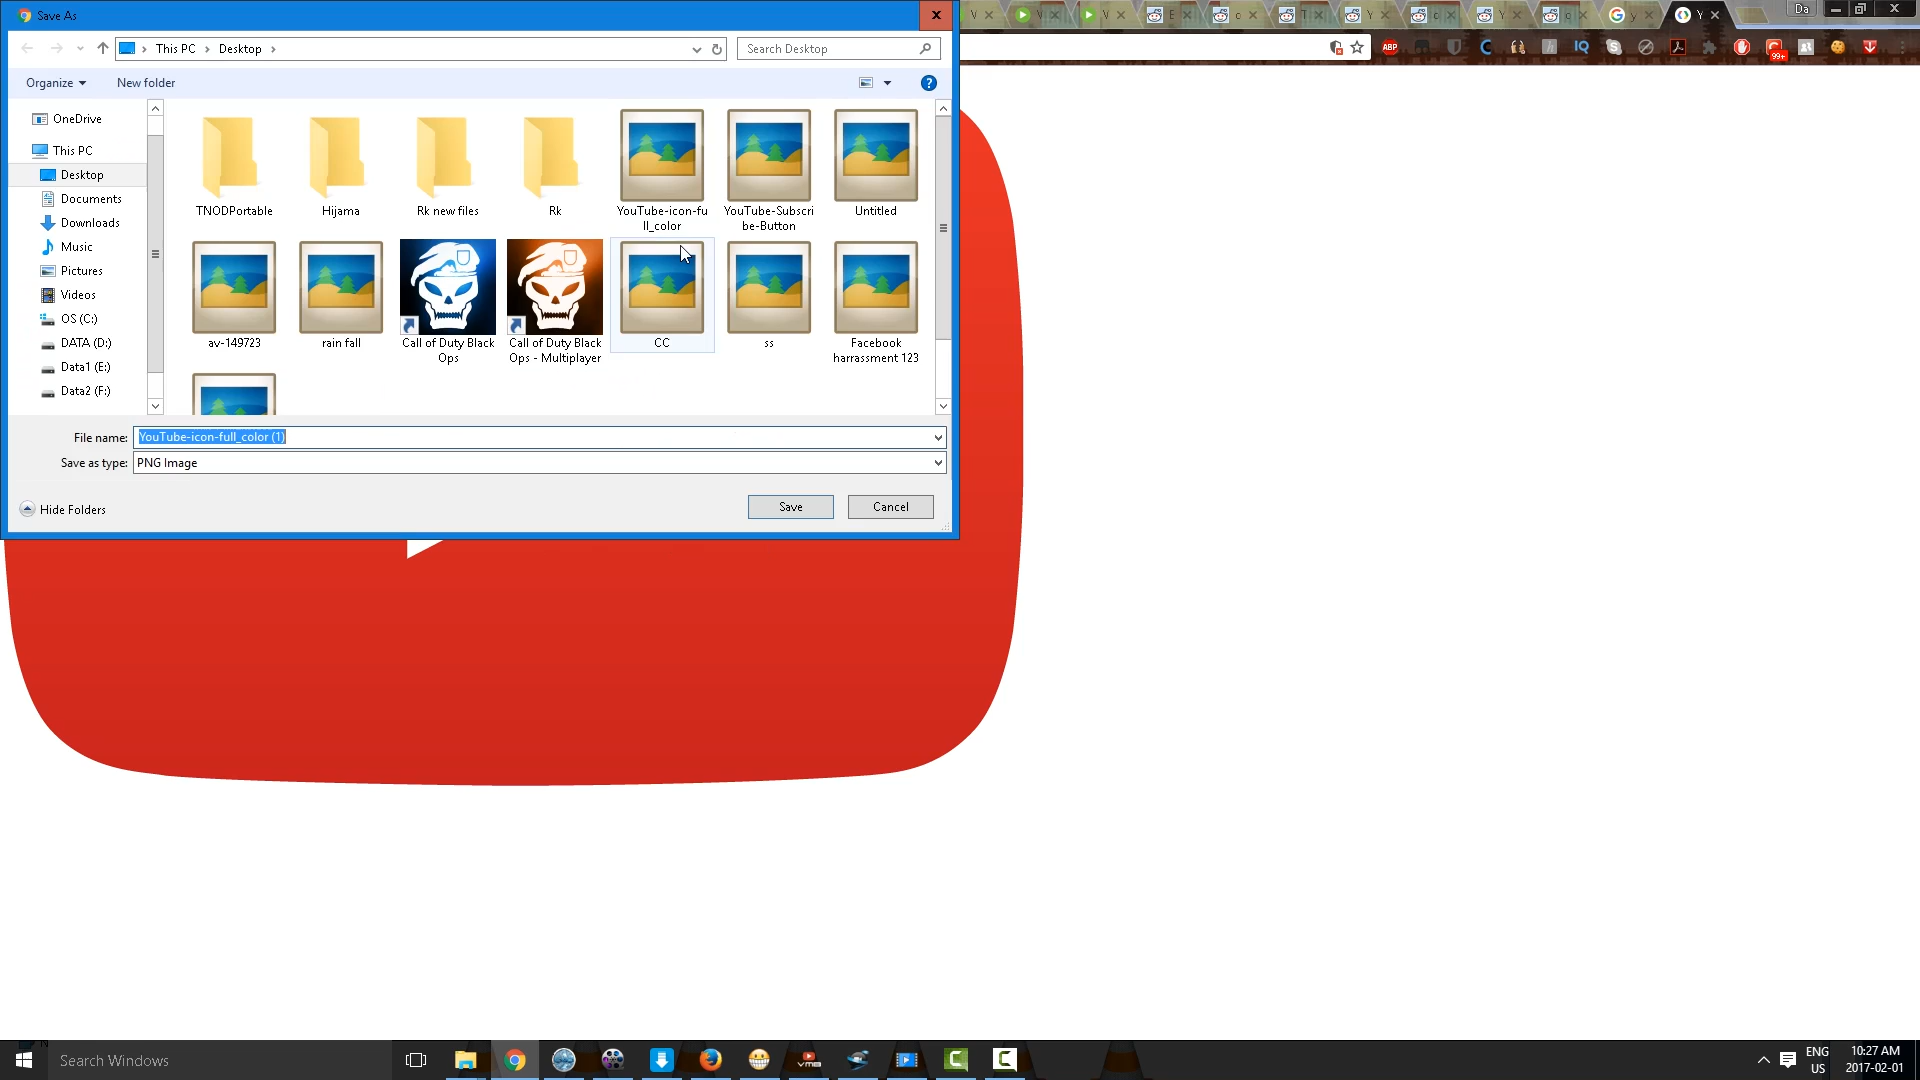 Save As
V
V
V
E
c
T
Y
c
Y
q
y
Y
Da
This PC
Desktop
Search Desktop
ABP
IQ
99+
Organize
New folder
?
OneDrive
This PC
Desktop
Documents
Downloads
Music
Pictures
Videos
OS (C:)
DATA (D:)
Data1 (E:)
Data2 (F:)
TNODPortable
Hijama
Rk new files
Rk
YouTube-icon-fu
ll_color
YouTube-Subscri
be-Button
Untitled
av-149723
rain fall
Call of Duty Black
Ops
Call of Duty Black
Ops - Multiplayer
CC
ss
Facebook
harrassment 123
File name:
YouTube-icon-full_color (1)
Save as type:
PNG Image
Hide Folders
Save
Cancel
Search Windows
ENG
US
10:27 AM
2017-02-01